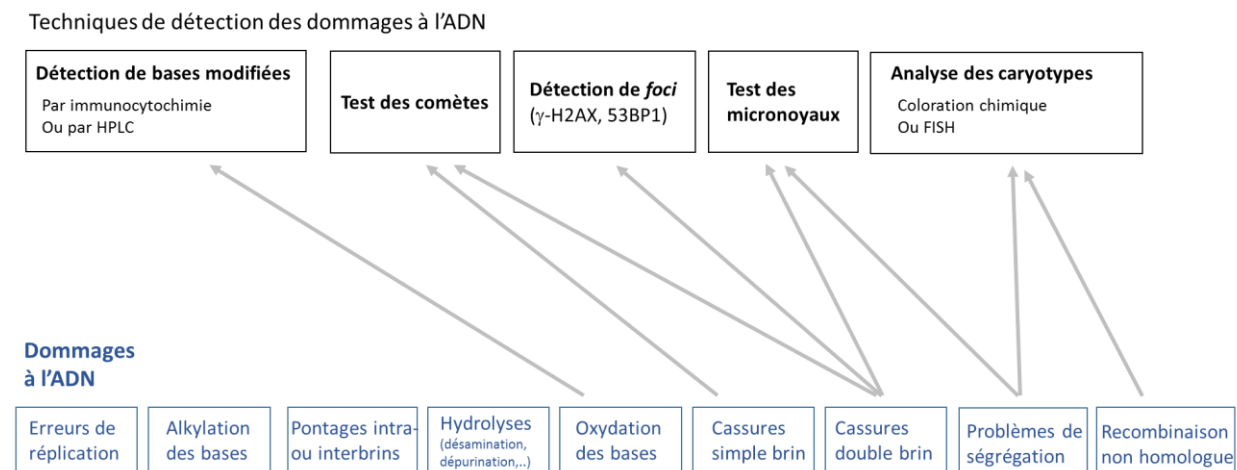 Techniques de détection des dommages à l'ADN
Détection de bases modifiées
Par immunocytochimie
Ou par HPLC
Test des comètes
Détection de foci
(γ-H2AX, 53BP1)
Test des
micronoyaux
Analyse des caryotypes
Coloration chimique
Ou FISH
Dommages
à l'ADN
Erreurs de
réplication
Alkylation
des bases
Pontages intra-
ou interbrins
Hydrolyses
(désamination,
dépurination,..)
Oxydation
des bases
Cassures
simple brin
Cassures
double brin
Problèmes de
ségrégation
Recombinaison
non homologue